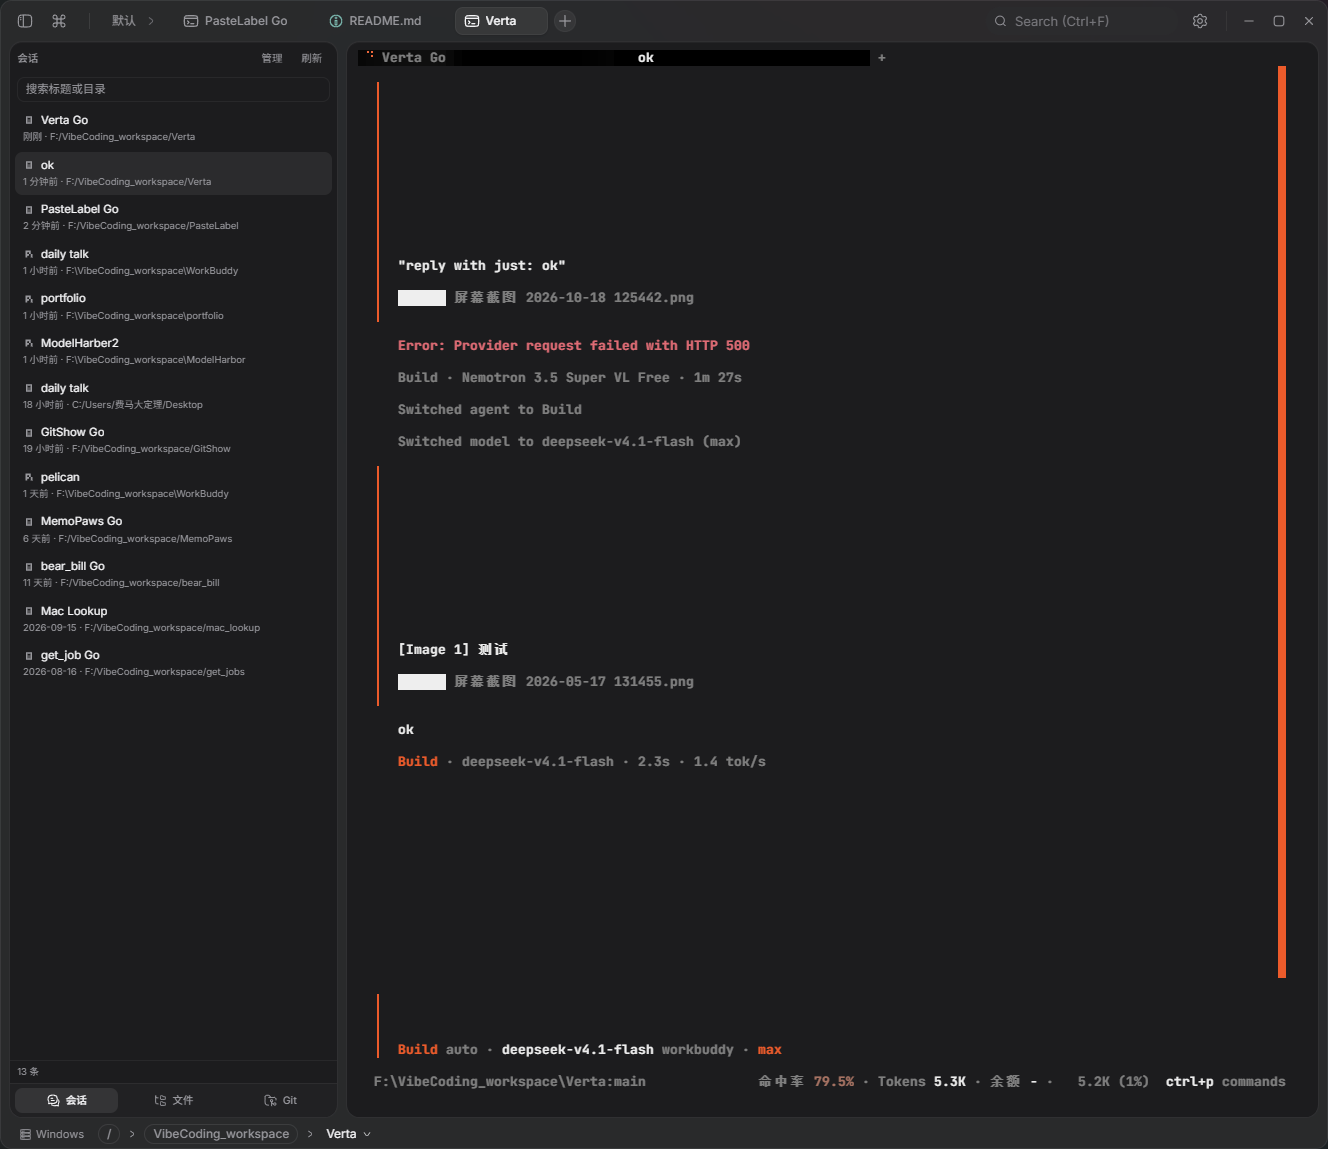 默认
PasteLabel Go
README.md
Verta
Search (Ctrl+F)
会话
管理
刷新
搜索标题或目录
Verta Go
刚刚 · F:/VibeCoding_workspace/Verta
ok
1 分钟前 · F:/VibeCoding_workspace/Verta
PasteLabel Go
2 分钟前 · F:/VibeCoding_workspace/PasteLabel
daily talk
1 小时前 · F:\VibeCoding_workspace\WorkBuddy
portfolio
1 小时前 · F:\VibeCoding_workspace\portfolio
ModelHarber2
1 小时前 · F:\VibeCoding_workspace\ModelHarbor
daily talk
18 小时前 · C:/Users/费马大定理/Desktop
GitShow Go
19 小时前 · F:/VibeCoding_workspace/GitShow
pelican
1 天前 · F:\VibeCoding_workspace\WorkBuddy
MemoPaws Go
6 天前 · F:/VibeCoding_workspace/MemoPaws
bear_bill Go
11 天前 · F:/VibeCoding_workspace/bear_bill
Mac Lookup
2026-09-15 · F:/VibeCoding_workspace/mac_lookup
get_job Go
2026-08-16 · F:/VibeCoding_workspace/get_jobs
13 条
会话
文件
Git
Verta Go
ok
+
"reply with just: ok"
屏幕截图 2026-10-18 125442.png
Error: Provider request failed with HTTP 500
Build · Nemotron 3.5 Super VL Free · 1m 27s
Switched agent to Build
Switched model to deepseek-v4.1-flash (max)
[Image 1] 测试
屏幕截图 2026-05-17 131455.png
ok
Build · deepseek-v4.1-flash · 2.3s · 1.4 tok/s
Build auto · deepseek-v4.1-flash workbuddy · max
F:\VibeCoding_workspace\Verta:main
命中率 79.5% · Tokens 5.3K · 余额 - · 5.2K (1%) ctrl+p commands
Windows
/
VibeCoding_workspace
Verta